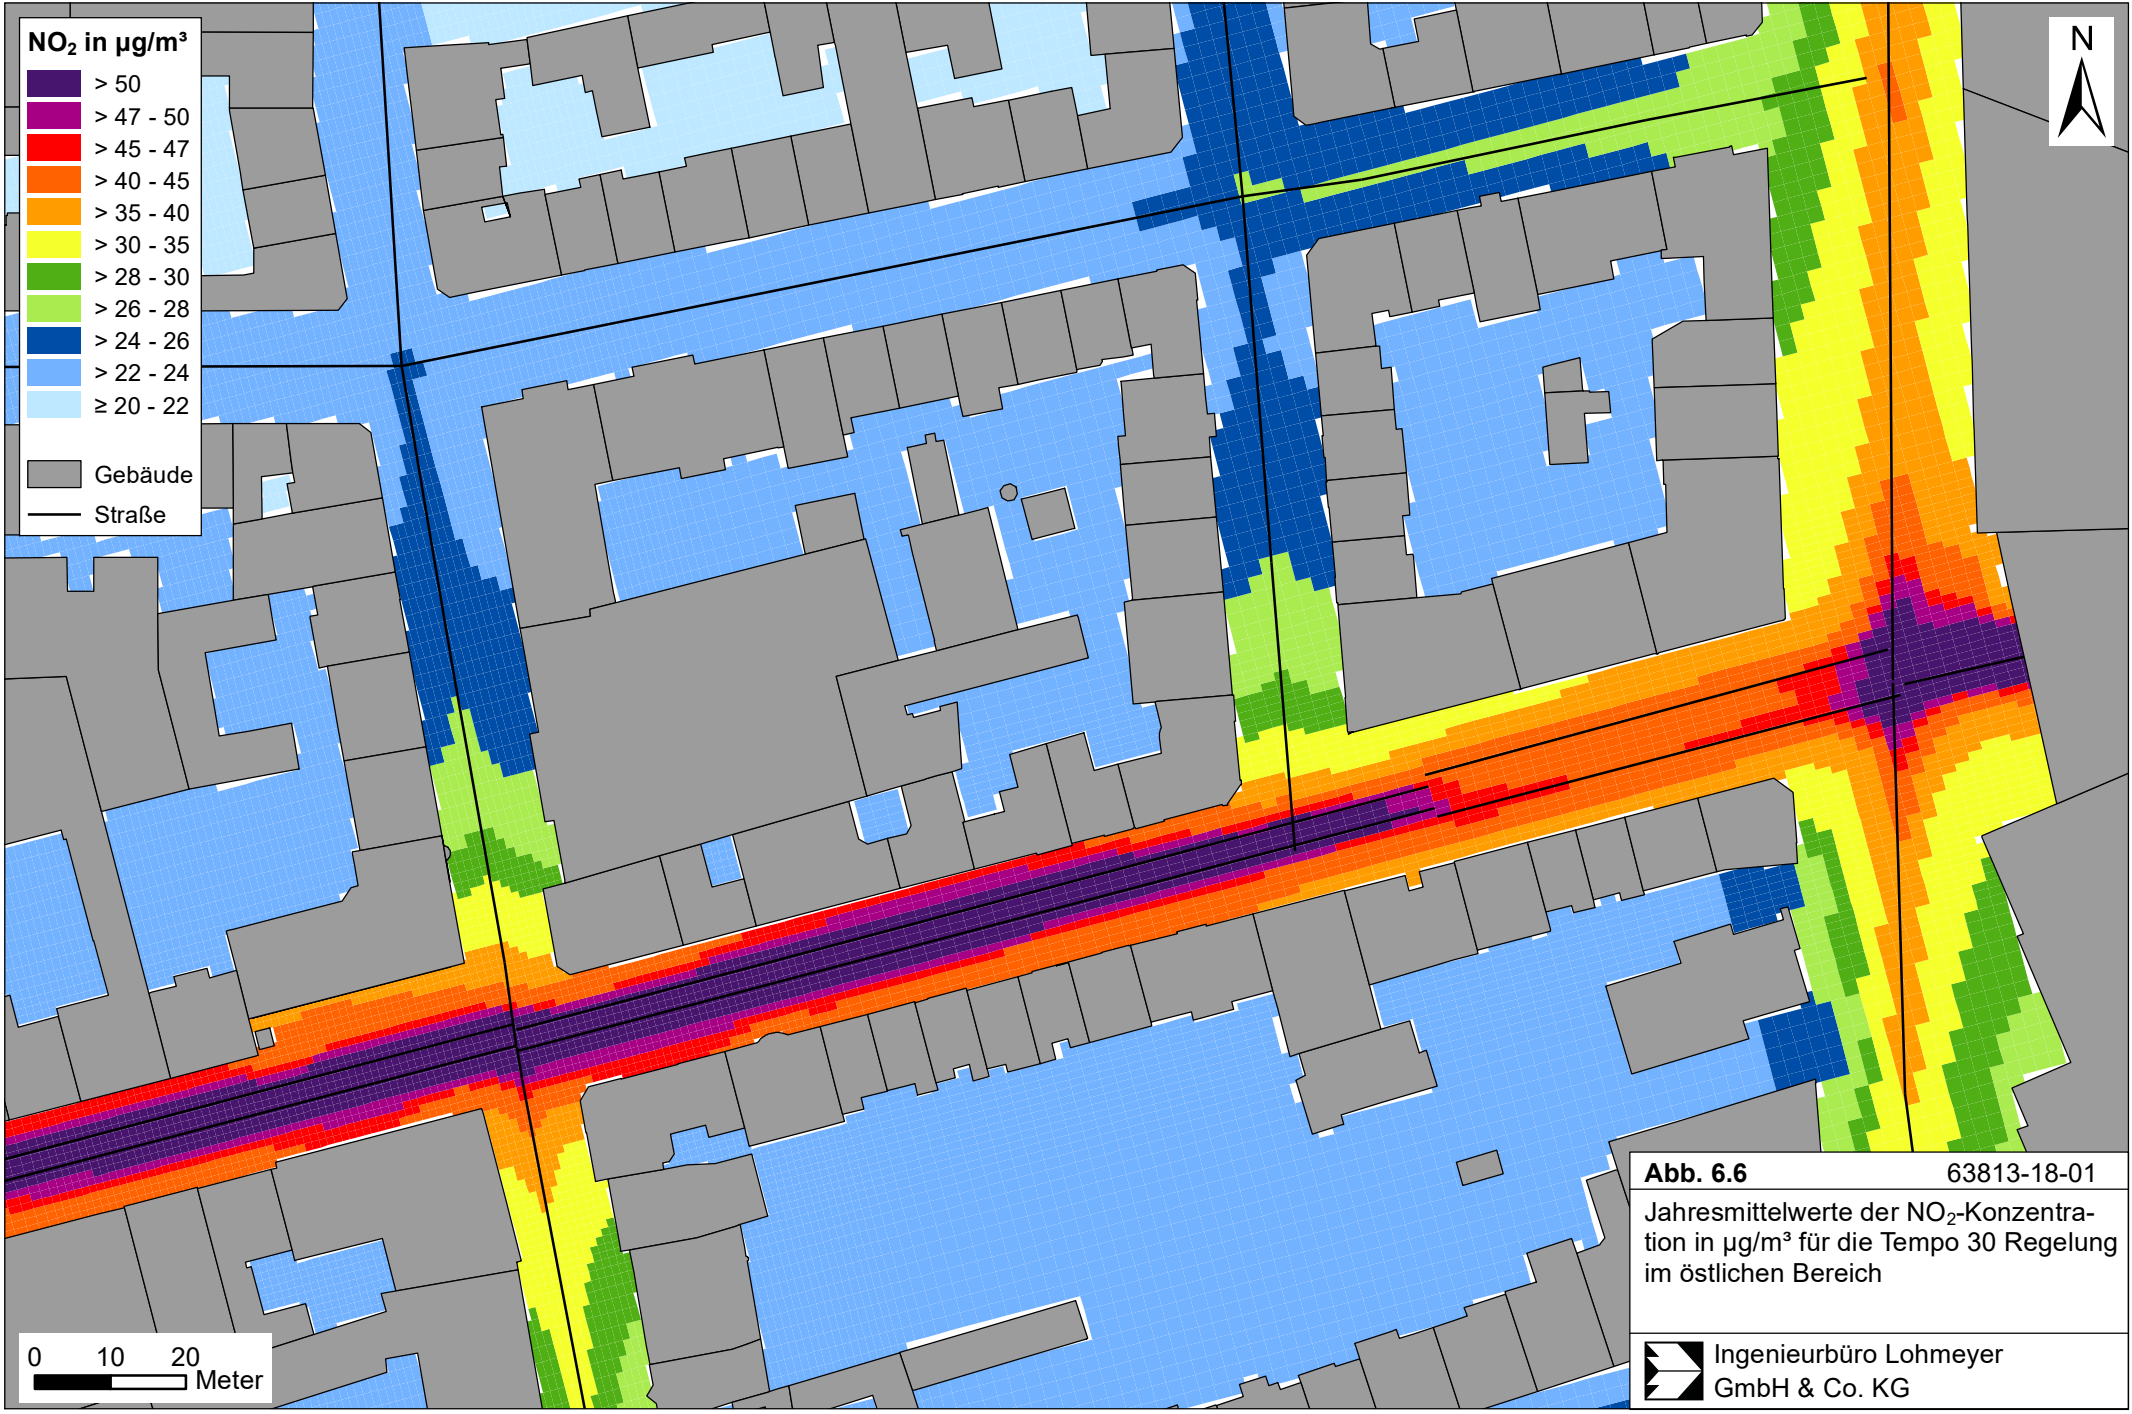 NO₂ in µg/m³
> 50
> 47 - 50
> 45 - 47
> 40 - 45
> 35 - 40
> 30 - 35
> 28 - 30
> 26 - 28
> 24 - 26
> 22 - 24
≥ 20 - 22
Gebäude
Straße
N
0 10 20
Meter
Abb. 6.6 63813-18-01
Jahresmittelwerte der NO₂-Konzentra-
tion in µg/m³ für die Tempo 30 Regelung
im östlichen Bereich
Ingenieurbüro Lohmeyer
GmbH & Co. KG